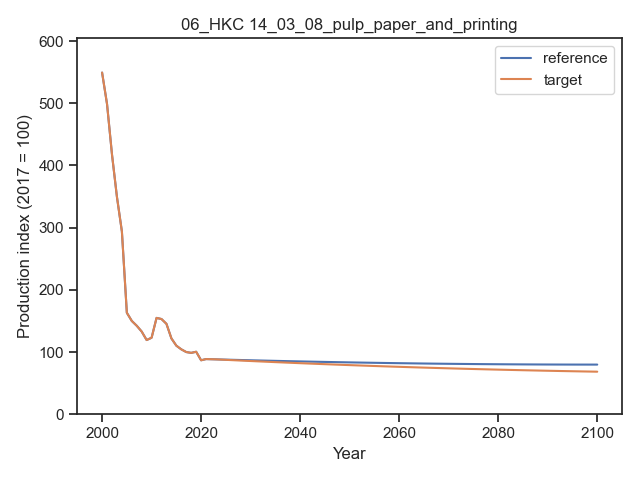 06_HKC 14_03_08_pulp_paper_and_printing
reference
target
Production index (2017 = 100)
600
500
400
300
200
100
0
2000
2020
2040
2060
2080
2100
Year